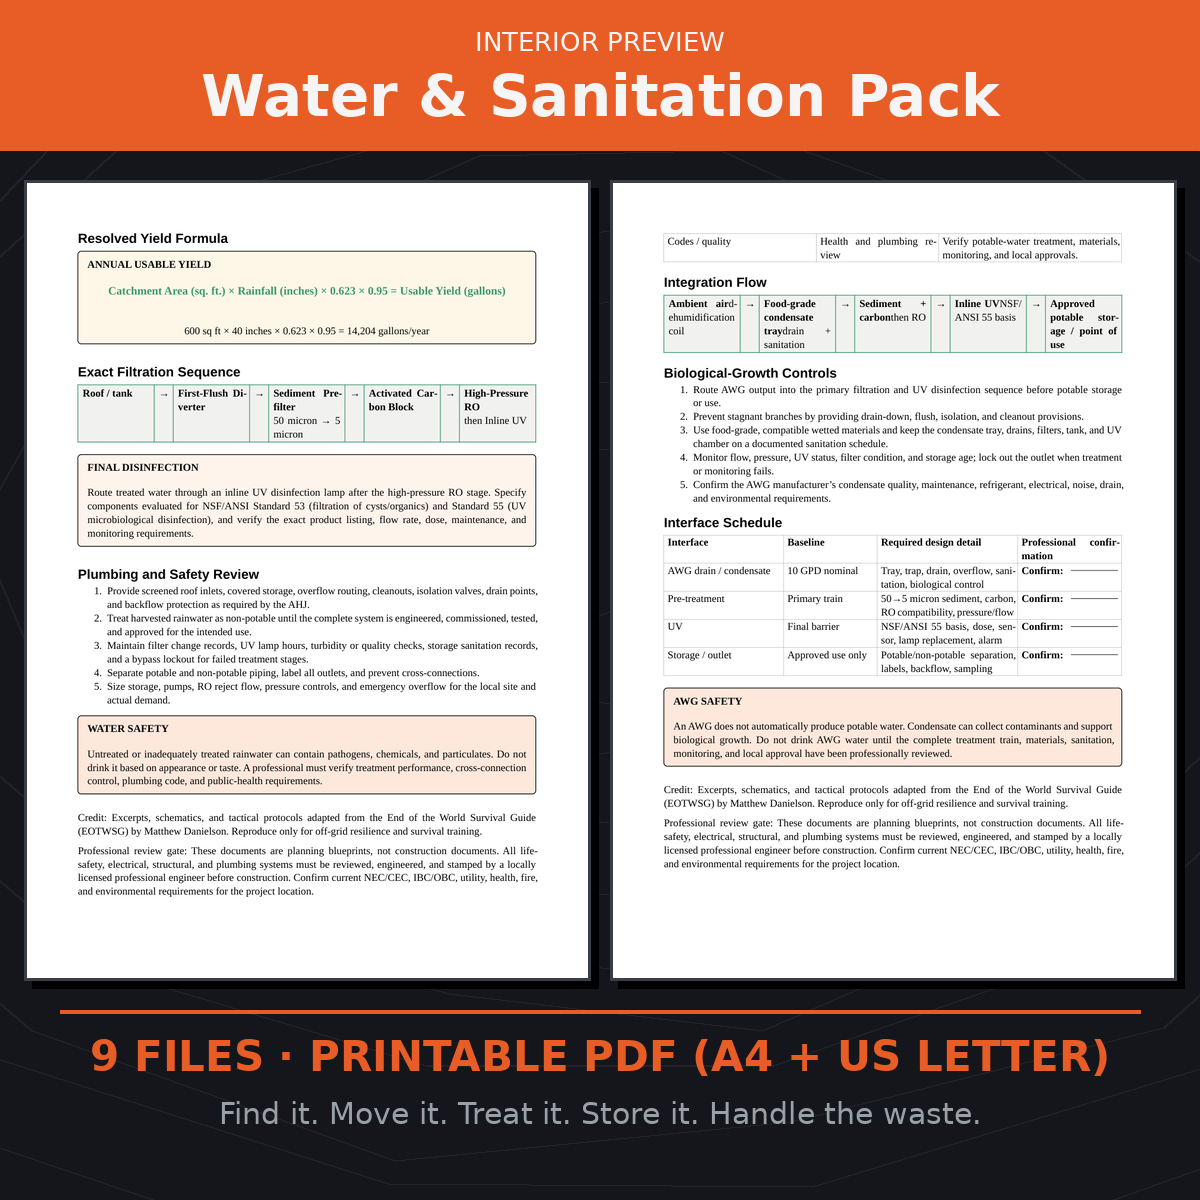 INTERIOR PREVIEW
Water & Sanitation Pack
Resolved Yield Formula
ANNUAL USABLE YIELD
Catchment Area (sq. ft.) × Rainfall (inches) × 0.623 × 0.95 = Usable Yield (gallons)
600 sq ft × 40 inches × 0.623 × 0.95 = 14,204 gallons/year
Exact Filtration Sequence
Roof / tank → First-Flush Di- → Sediment Pre- → Activated Car- → High-Pressure
verter filter bon Block RO
50 micron → 5 then Inline UV
micron
FINAL DISINFECTION
Route treated water through an inline UV disinfection lamp after the high-pressure RO stage. Specify
components evaluated for NSF/ANSI Standard 53 (filtration of cysts/organics) and Standard 55 (UV
microbiological disinfection), and verify the exact product listing, flow rate, dose, maintenance, and
monitoring requirements.
Plumbing and Safety Review
1. Provide screened roof inlets, covered storage, overflow routing, cleanouts, isolation valves, drain points,
and backflow protection as required by the AHJ.
2. Treat harvested rainwater as non-potable until the complete system is engineered, commissioned, tested,
and approved for the intended use.
3. Maintain filter change records, UV lamp hours, turbidity or quality checks, storage sanitation records,
and a bypass lockout for failed treatment stages.
4. Separate potable and non-potable piping, label all outlets, and prevent cross-connections.
5. Size storage, pumps, RO reject flow, pressure controls, and emergency overflow for the local site and
actual demand.
WATER SAFETY
Untreated or inadequately treated rainwater can contain pathogens, chemicals, and particulates. Do not
drink it based on appearance or taste. A professional must verify treatment performance, cross-connection
control, plumbing code, and public-health requirements.
Credit: Excerpts, schematics, and tactical protocols adapted from the End of the World Survival Guide
(EOTWSG) by Matthew Danielson. Reproduce only for off-grid resilience and survival training.
Professional review gate: These documents are planning blueprints, not construction documents. All life-
safety, electrical, structural, and plumbing systems must be reviewed, engineered, and stamped by a locally
licensed professional engineer before construction. Confirm current NEC/CEC, IBC/OBC, utility, health, fire,
and environmental requirements for the project location.
Codes / quality Health and plumbing re- Verify potable-water treatment, materials,
view monitoring, and local approvals.
Integration Flow
Ambient aird- → Food-grade → Sediment + → Inline UVNSF/ → Approved
ehumidification condensate carbonthen RO ANSI 55 basis potable stor-
coil traydrain + age / point of
sanitation use
Biological-Growth Controls
1. Route AWG output into the primary filtration and UV disinfection sequence before potable storage
or use.
2. Prevent stagnant branches by providing drain-down, flush, isolation, and cleanout provisions.
3. Use food-grade, compatible wetted materials and keep the condensate tray, drains, filters, tank, and UV
chamber on a documented sanitation schedule.
4. Monitor flow, pressure, UV status, filter condition, and storage age; lock out the outlet when treatment
or monitoring fails.
5. Confirm the AWG manufacturer's condensate quality, maintenance, refrigerant, electrical, noise, drain,
and environmental requirements.
Interface Schedule
Interface Baseline Required design detail Professional confir-
mation
AWG drain / condensate 10 GPD nominal Tray, trap, drain, overflow, sani- Confirm:
tation, biological control
Pre-treatment Primary train 50→5 micron sediment, carbon, Confirm:
RO compatibility, pressure/flow
UV Final barrier NSF/ANSI 55 basis, dose, sen- Confirm:
sor, lamp replacement, alarm
Storage / outlet Approved use only Potable/non-potable separation, Confirm:
labels, backflow, sampling
AWG SAFETY
An AWG does not automatically produce potable water. Condensate can collect contaminants and support
biological growth. Do not drink AWG water until the complete treatment train, materials, sanitation,
monitoring, and local approval have been professionally reviewed.
Credit: Excerpts, schematics, and tactical protocols adapted from the End of the World Survival Guide
(EOTWSG) by Matthew Danielson. Reproduce only for off-grid resilience and survival training.
Professional review gate: These documents are planning blueprints, not construction documents. All life-
safety, electrical, structural, and plumbing systems must be reviewed, engineered, and stamped by a locally
licensed professional engineer before construction. Confirm current NEC/CEC, IBC/OBC, utility, health, fire,
and environmental requirements for the project location.
9 FILES · PRINTABLE PDF (A4 + US LETTER)
Find it. Move it. Treat it. Store it. Handle the waste.